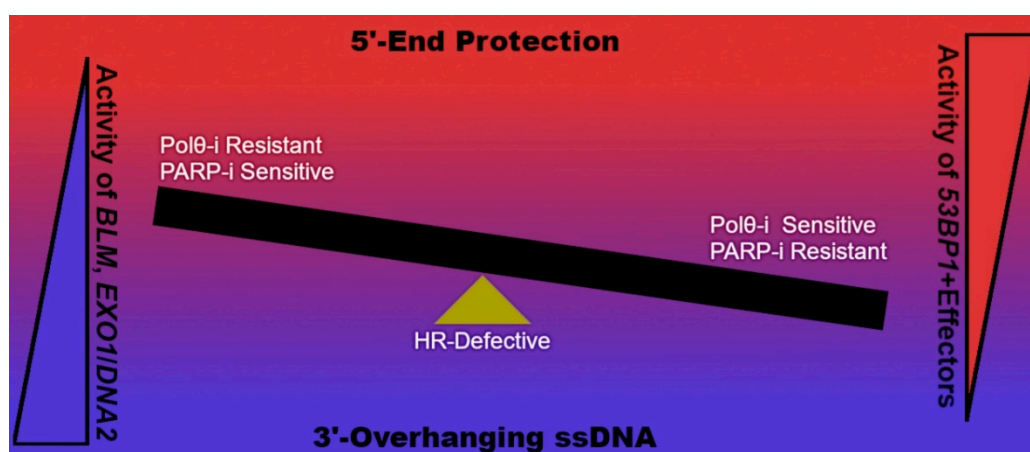 5'-End Protection
Activity of BLM, EXO1/DNA2
Polθ-i Resistant
PARP-i Sensitive
Polθ-i  Sensitive
PARP-i Resistant
HR-Defective
Activity of 53BP1+Effectors
3'-Overhanging ssDNA